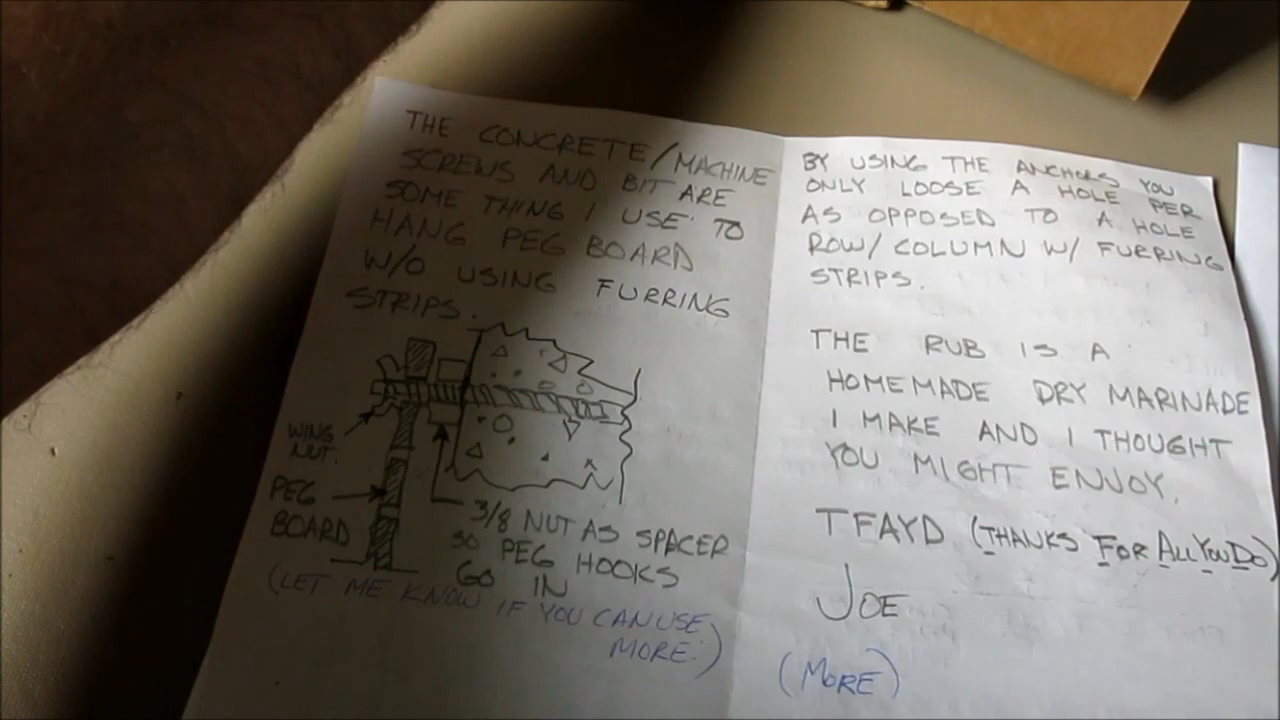 THE CONCRETE/MACHINE
SCREWS AND BIT ARE
SOME THING I USE TO
HANG PEG BOARD
W/O USING FURRING
STRIPS.
WING
NUT.
PEG
BOARD
3/8 NUT AS SPACER
SO PEG HOOKS
GO IN
(LET ME KNOW IF YOU CAN USE
MORE.)
BY USING THE ANCHORS YOU
ONLY LOOSE A HOLE PER
AS OPPOSED TO A HOLE
ROW/COLUMN W/ FURRING
STRIPS.
THE RUB IS A
HOMEMADE DRY MARINADE
I MAKE AND I THOUGHT
YOU MIGHT ENJOY.
TFAYD (THANKS FOR ALL YOU DO)
JOE
(MORE)